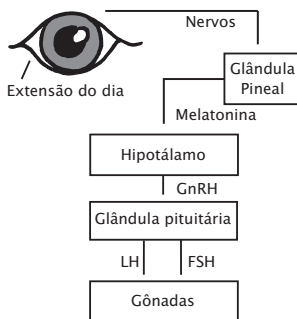 Nervos
Glândula
Pineal
Extensão do dia
Melatonina
Hipotálamo
GnRH
Glândula pituitária
LH
FSH
Gônadas